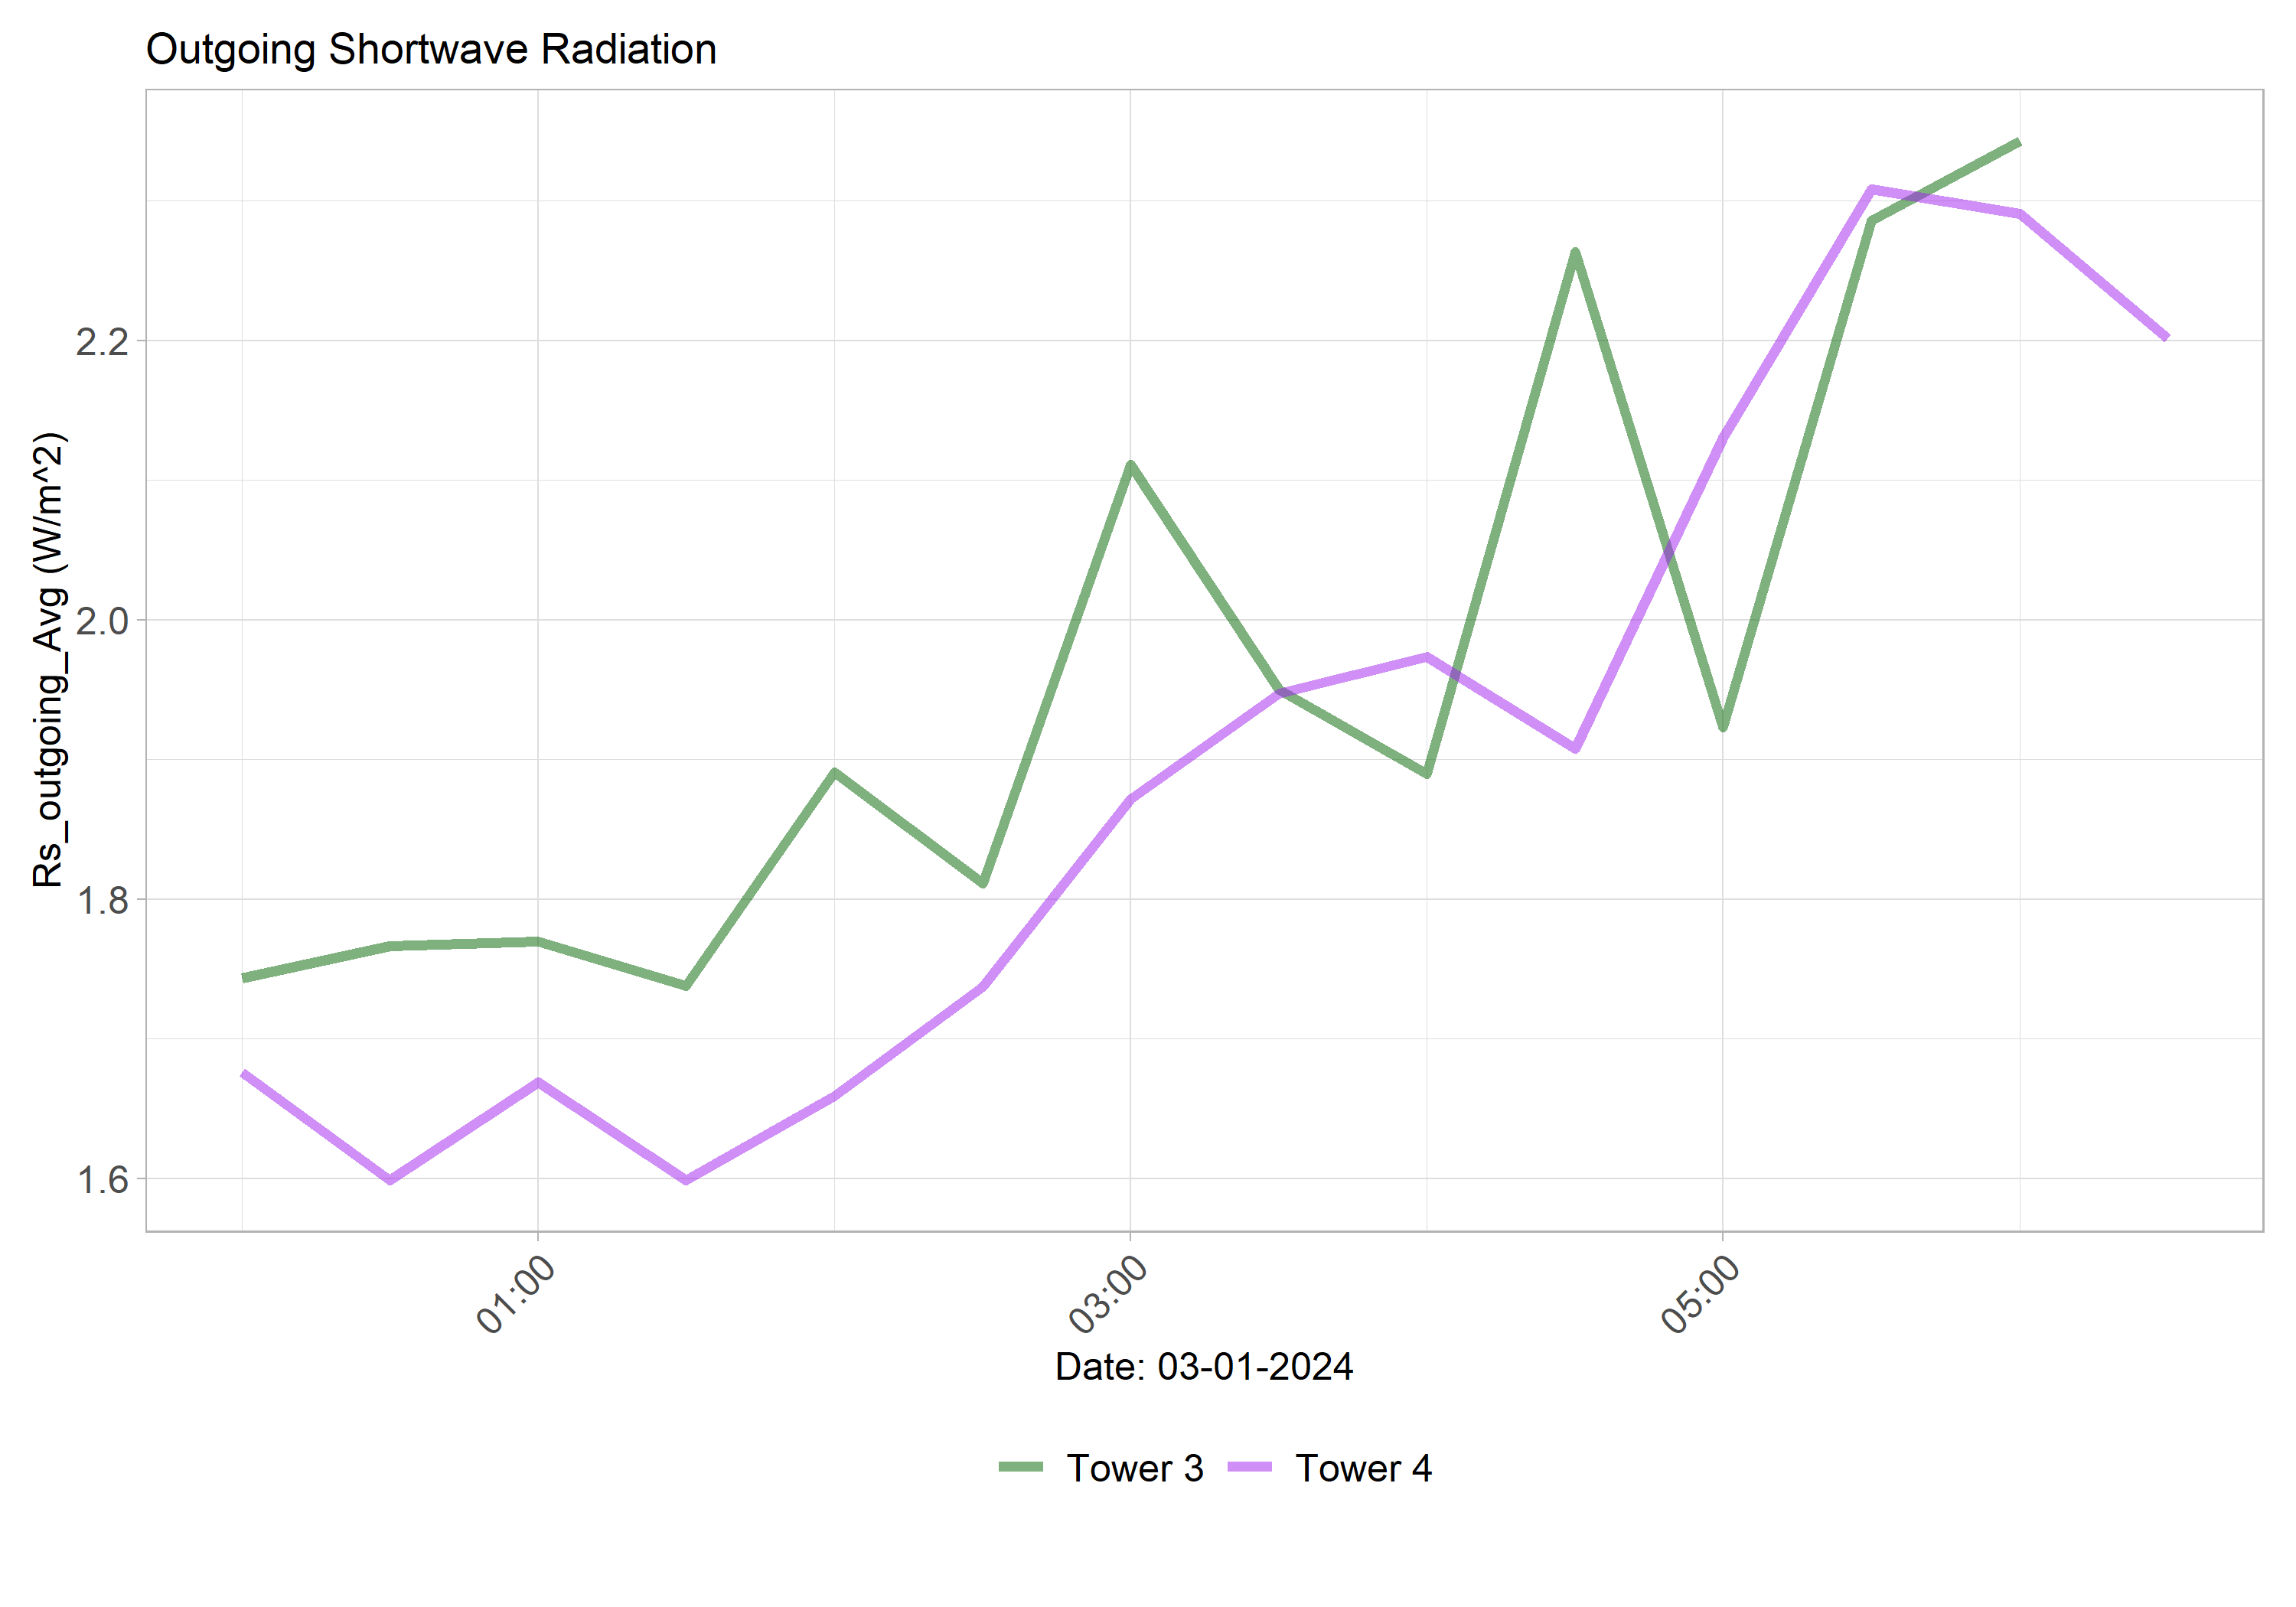 Outgoing Shortwave Radiation
Rs_outgoing_Avg (W/m^2)
2.2
2.0
1.8
1.6
01:00
03:00
05:00
Date: 03-01-2024
Tower 3
Tower 4